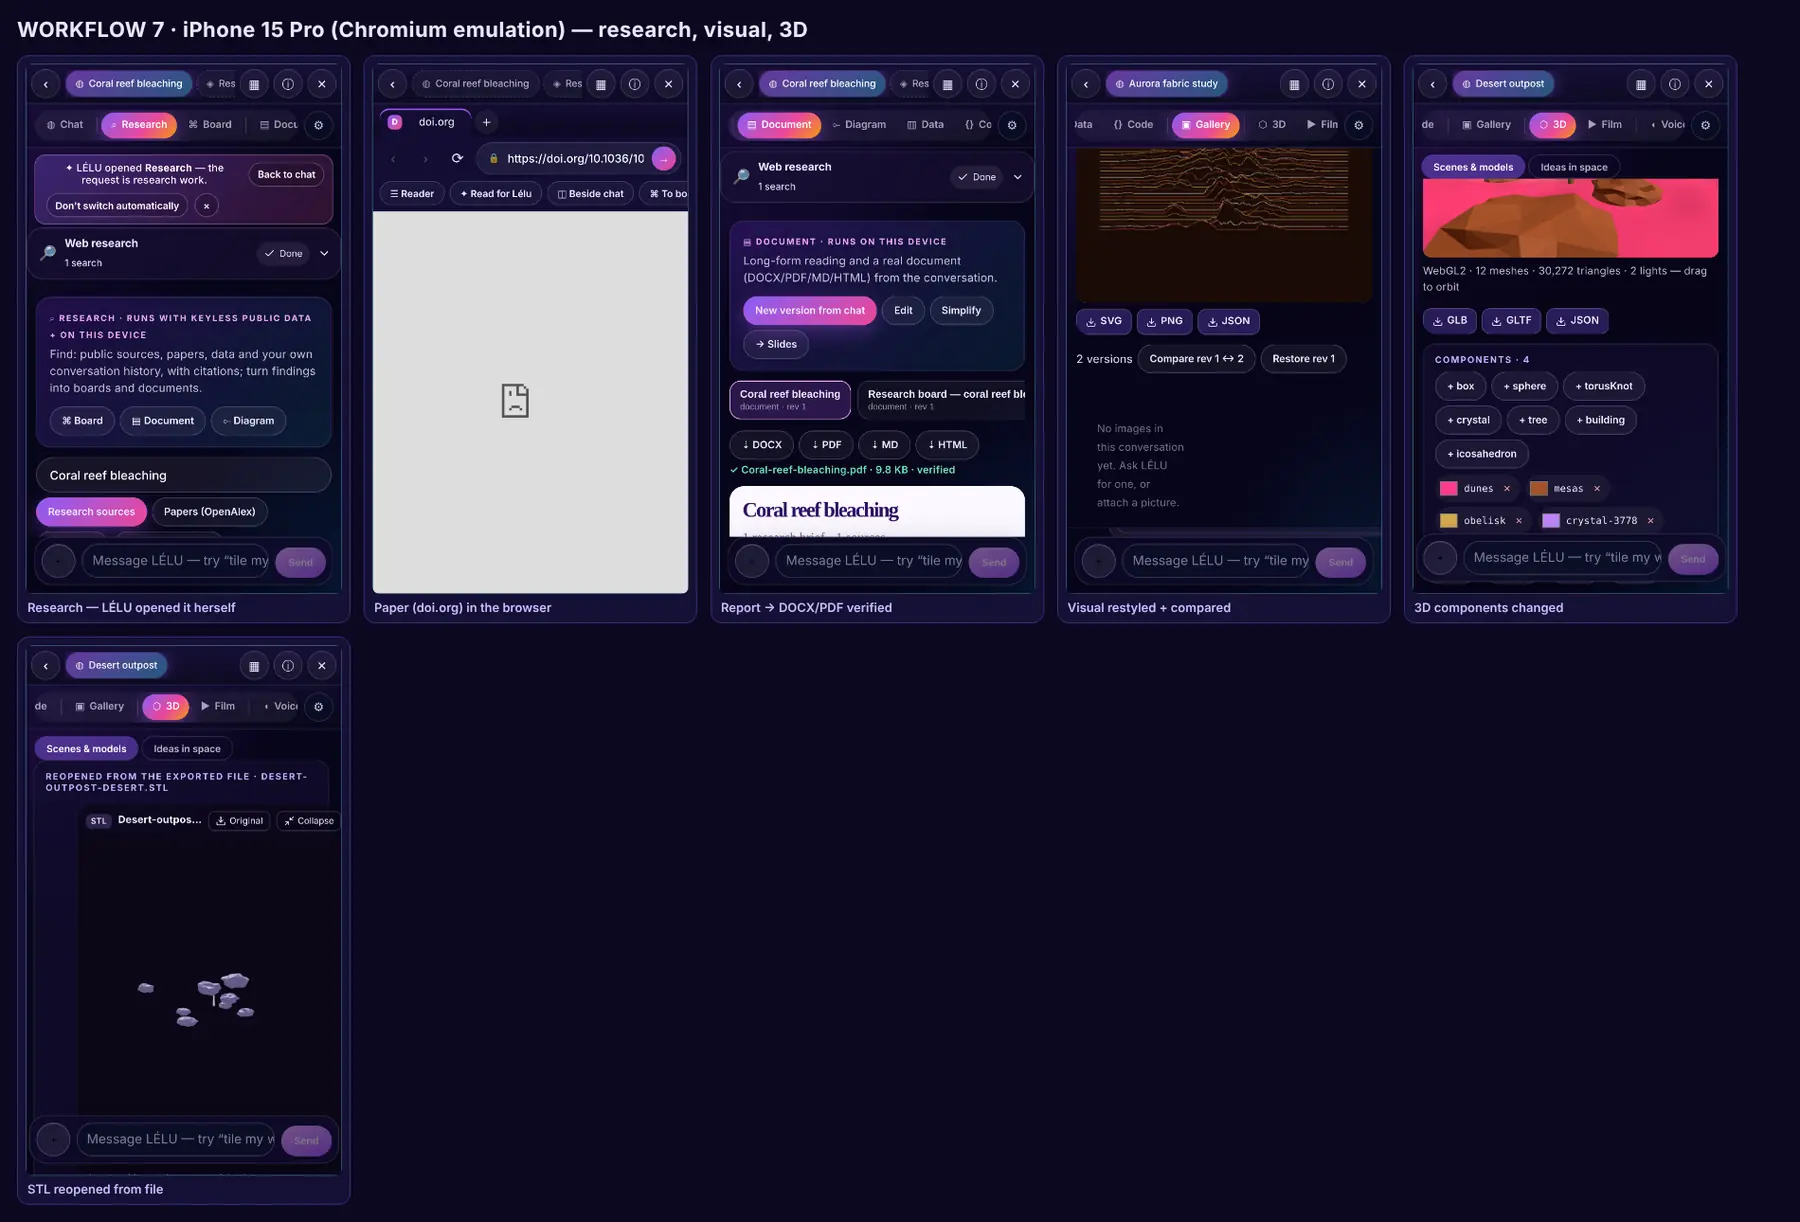 WORKFLOW 7 · iPhone 15 Pro (Chromium emulation) — research, visual, 3D
Coral reef bleaching
Res
Chat
Research
Board
Docu
LÉLU opened Research — the
request is research work.
Back to chat
Don't switch automatically
×
Web research
1 search
✓ Done
RESEARCH · RUNS WITH KEYLESS PUBLIC DATA
+ ON THIS DEVICE
Find: public sources, papers, data and your own
conversation history, with citations; turn findings
into boards and documents.
Board
Document
Diagram
Coral reef bleaching
Research sources
Papers (OpenAlex)
Message LÉLU — try “tile my
Send
Research — LÉLU opened it herself
Coral reef bleaching
Res
D
doi.org
+
https://doi.org/10.1036/10
→
Reader
Read for Lélu
Beside chat
To bo
Paper (doi.org) in the browser
Coral reef bleaching
Res
Document
Diagram
Data
{} Co
Web research
1 search
✓ Done
DOCUMENT · RUNS ON THIS DEVICE
Long-form reading and a real document
(DOCX/PDF/MD/HTML) from the conversation.
New version from chat
Edit
Simplify
→ Slides
Coral reef bleaching
document · rev 1
Research board — coral reef ble
document · rev 1
↓ DOCX
↓ PDF
↓ MD
↓ HTML
✓ Coral-reef-bleaching.pdf · 9.8 KB · verified
Coral reef bleaching
Message LÉLU — try “tile my
Send
Report → DOCX/PDF verified
Aurora fabric study
Data
{} Code
Gallery
3D
Film
SVG
PNG
JSON
2 versions
Compare rev 1 ↔ 2
Restore rev 1
No images in
this conversation
yet. Ask LÉLU
for one, or
attach a picture.
Message LÉLU — try “tile my
Send
Visual restyled + compared
Desert outpost
de
Gallery
3D
Film
Voice
Scenes & models
Ideas in space
WebGL2 · 12 meshes · 30,272 triangles · 2 lights — drag
to orbit
GLB
GLTF
JSON
COMPONENTS · 4
+ box
+ sphere
+ torusKnot
+ crystal
+ tree
+ building
+ icosahedron
dunes ×
mesas ×
obelisk ×
crystal-3778 ×
Message LÉLU — try “tile my w
Send
3D components changed
Desert outpost
de
Gallery
3D
Film
Voice
Scenes & models
Ideas in space
REOPENED FROM THE EXPORTED FILE · DESERT-
OUTPOST-DESERT.STL
STL
Desert-outpos...
Original
Collapse
Message LÉLU — try “tile my w
Send
STL reopened from file